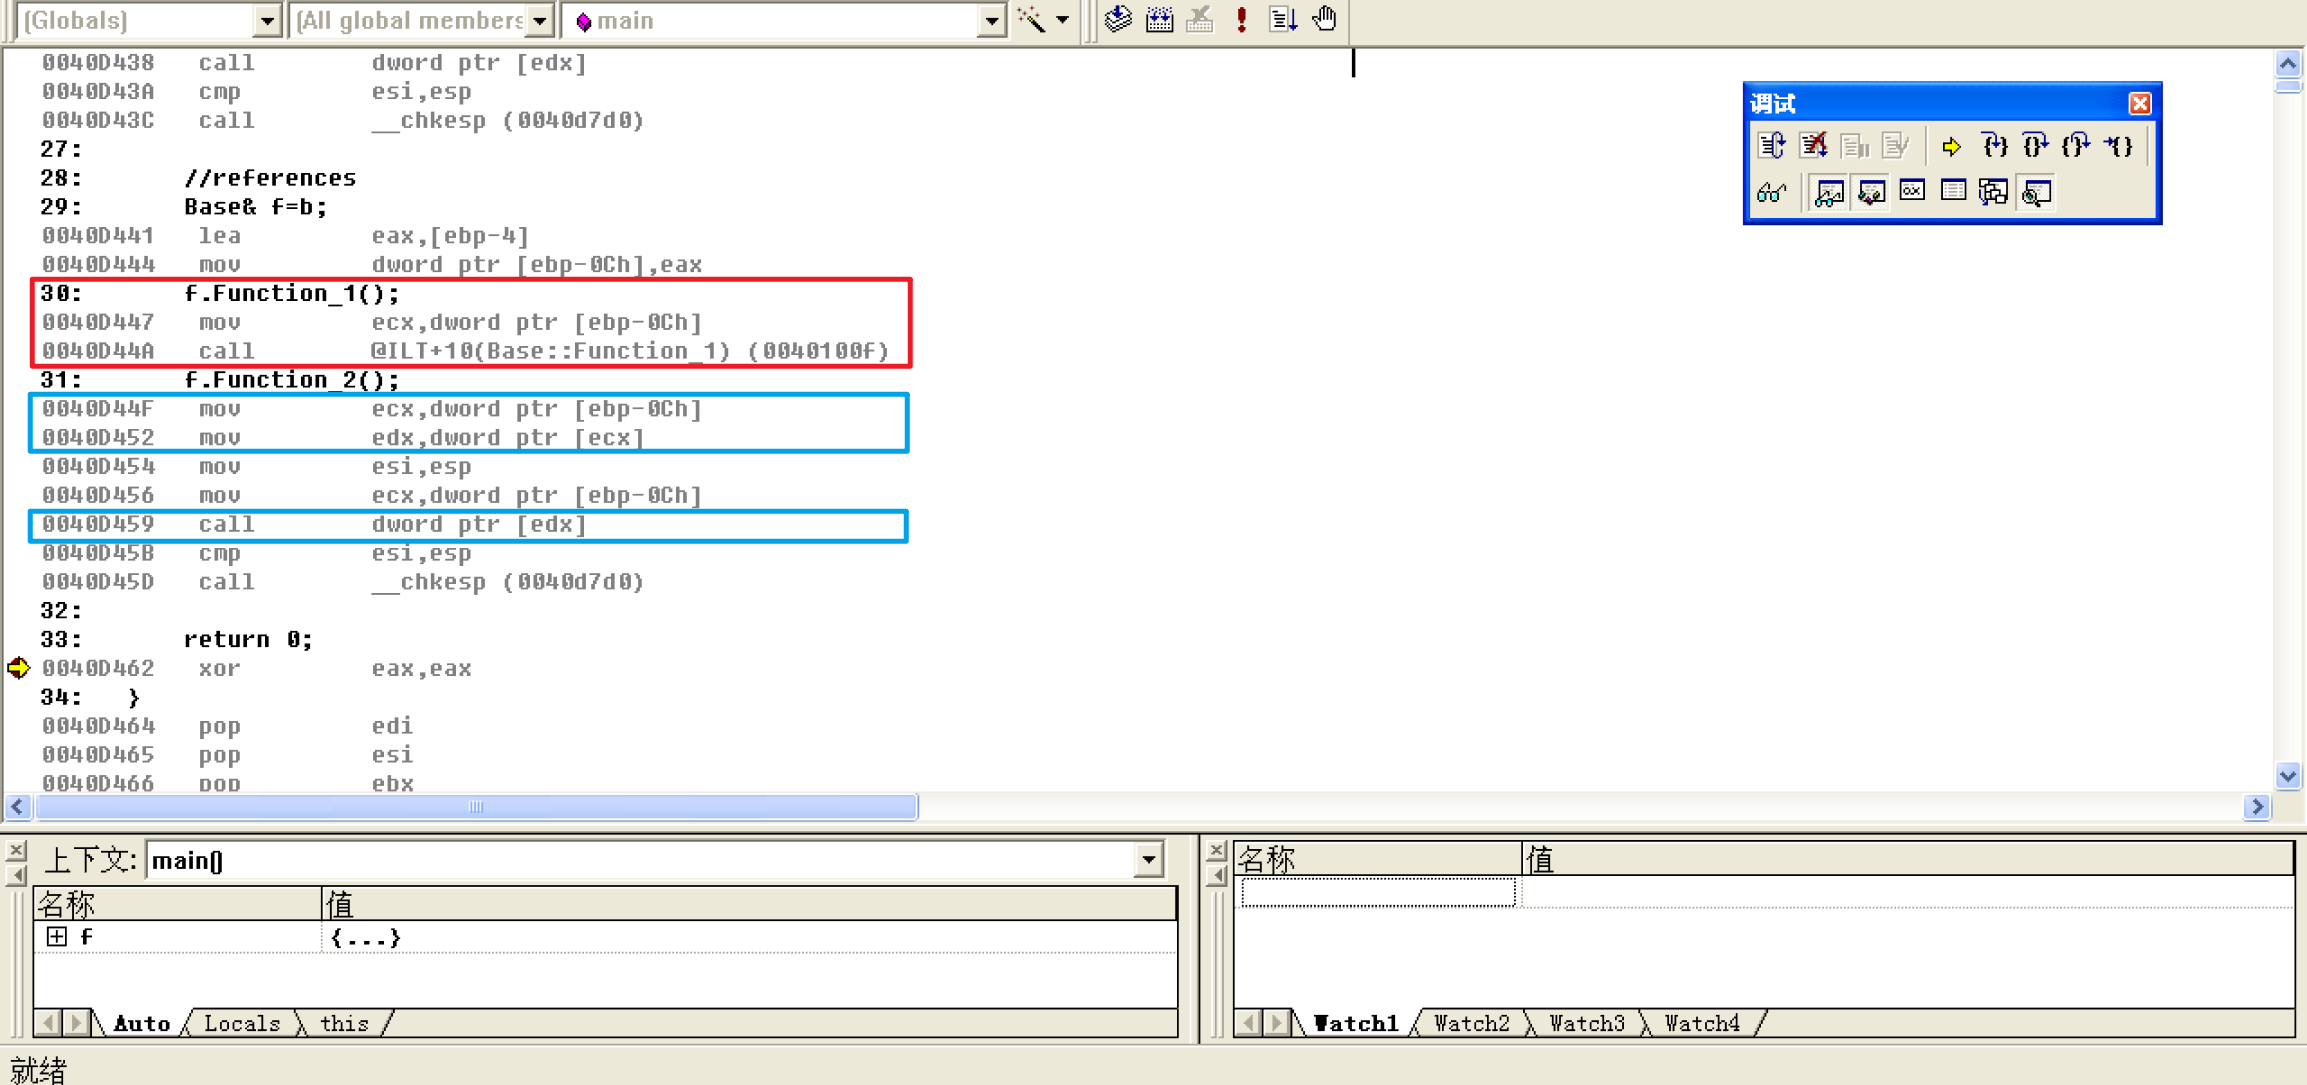 (Globals) (All global members main
0040D438 call dword ptr [edx]
0040D43A cmp esi,esp
0040D43C call __chkesp (0040d7d0)
27:
28: //references
29: Base& f=b;
0040D441 lea eax,[ebp-4]
0040D444 mov dword ptr [ebp-0Ch],eax
30: f.Function_1();
0040D447 mov ecx,dword ptr [ebp-0Ch]
0040D44A call @ILT+10(Base::Function_1) (0040100f)
31: f.Function_2();
0040D44F mov ecx,dword ptr [ebp-0Ch]
0040D452 mov edx,dword ptr [ecx]
0040D454 mov esi,esp
0040D456 mov ecx,dword ptr [ebp-0Ch]
0040D459 call dword ptr [edx]
0040D45B cmp esi,esp
0040D45D call __chkesp (0040d7d0)
32:
33: return 0;
0040D462 xor eax,eax
34: }
0040D464 pop edi
0040D465 pop esi
0040D466 pop ebx
调试
上下文: main()
名称 值
f {...}
Auto Locals this
名称 值
Watch1 Watch2 Watch3 Watch4
就绪